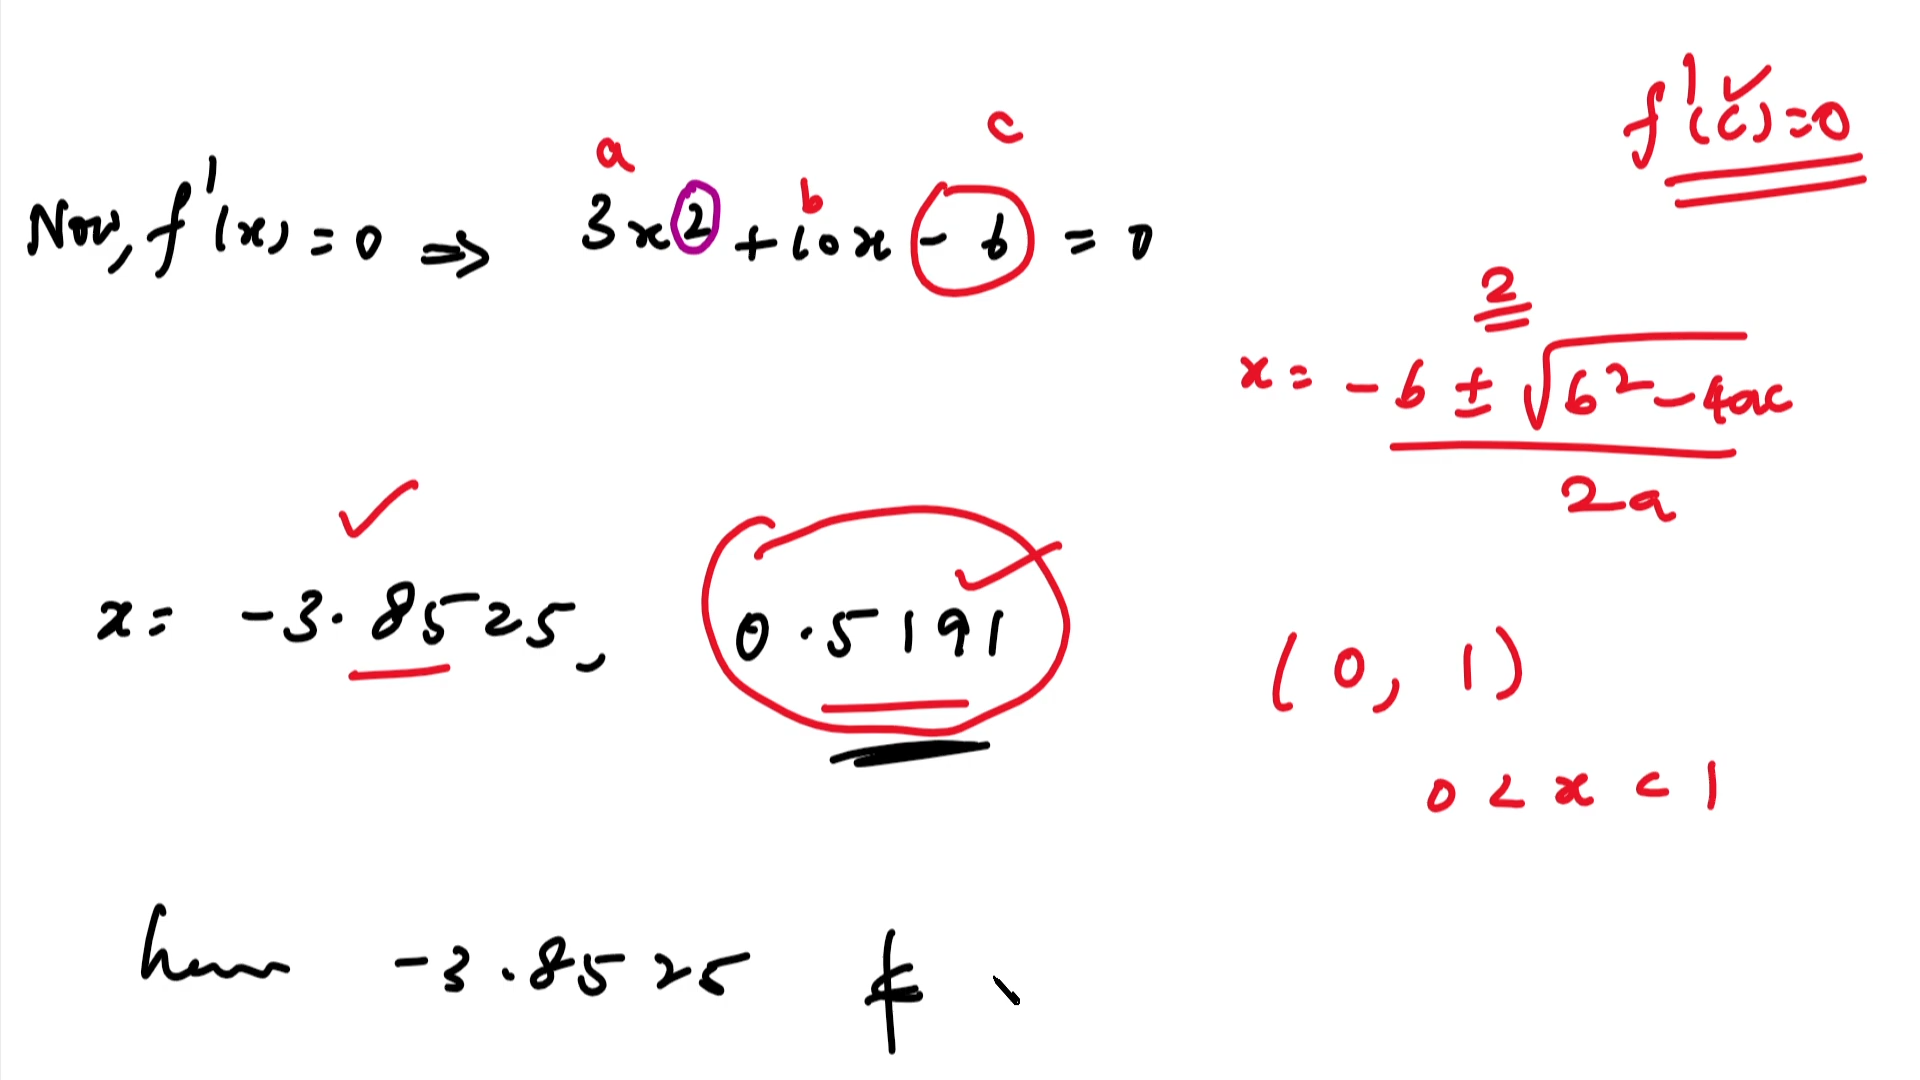 f'(c)=0
a
b
c
Now, f'(x) = 0 ⇒ 3x2 + 10x - 6 = 0
2
x = -b ± √b² - 4ac
2a
x = -3.8525, 0.5191
(0, 1)
0 < x < 1
-3.8525 ∉